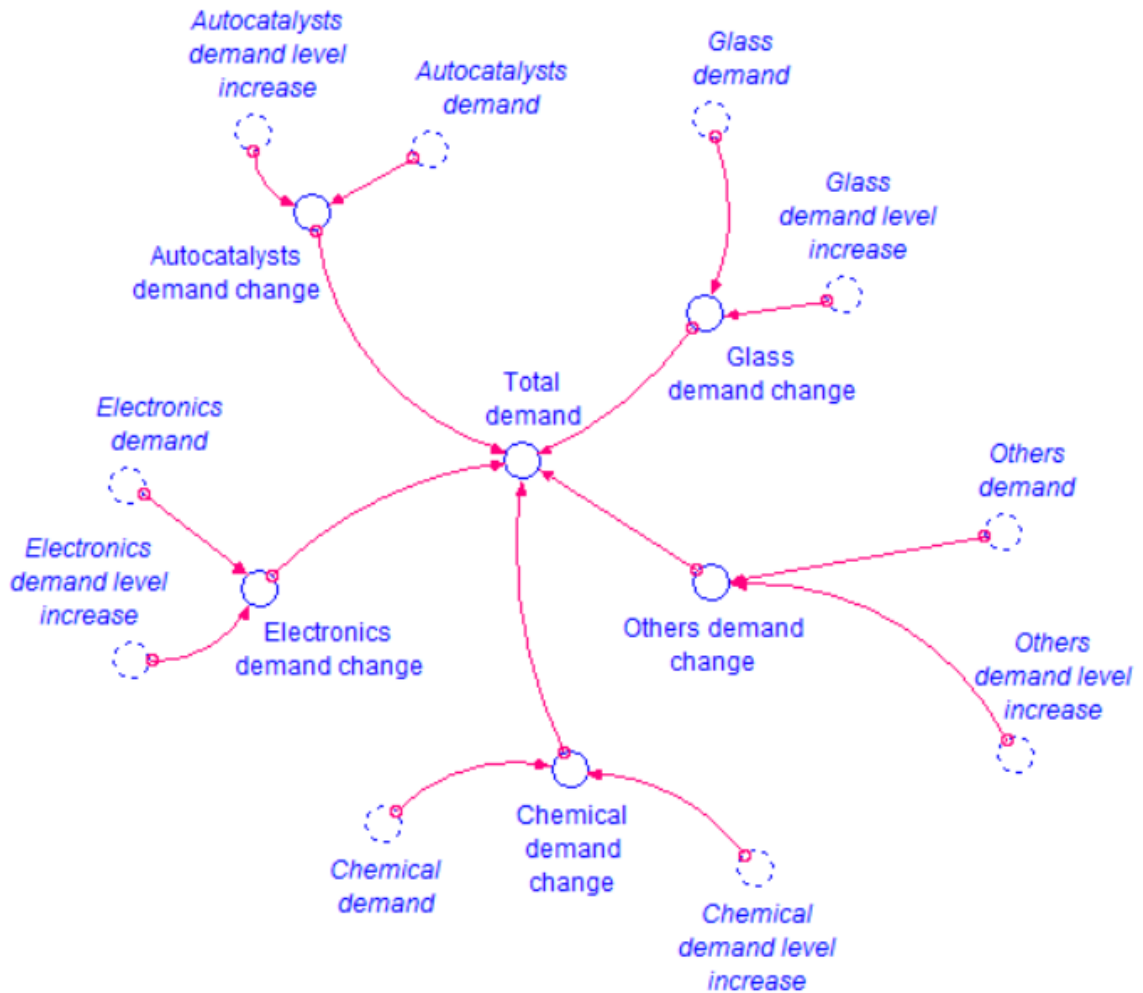 Autocatalysts
demand level
increase
Autocatalysts
demand
Glass
demand
Glass
demand level
increase
Autocatalysts
demand change
Glass
demand change
Total
demand
Electronics
demand
Others
demand
Electronics
demand level
increase
Electronics
demand change
Others demand
change
Others
demand level
increase
Chemical
demand
change
Chemical
demand
Chemical
demand level
increase